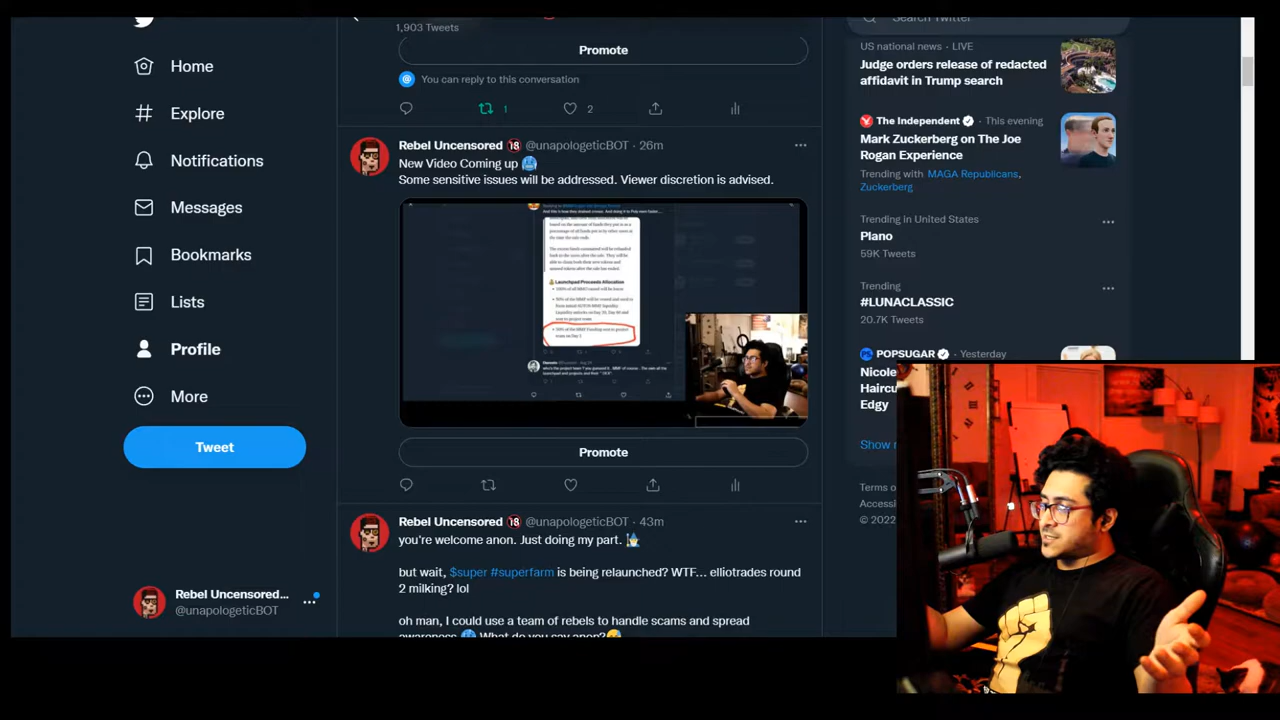 1,903 Tweets
Search Twitter
Promote
You can reply to this conversation
1
2
Home
Explore
Notifications
Messages
Bookmarks
Lists
Profile
More
Tweet
Rebel Uncensored...
@unapologeticBOT
Rebel Uncensored 🔞 @unapologeticBOT · 26m
New Video Coming up 🥶
Some sensitive issues will be addressed. Viewer discretion is advised.
Launchpad Proceeds Allocation
Promote
Rebel Uncensored 🔞 @unapologeticBOT · 43m
you're welcome anon. Just doing my part.
but wait, $super #superfarm is being relaunched? WTF... elliotrades round
2 milking? lol
oh man, I could use a team of rebels to handle scams and spread
awareness 🥶 What do you say anon?
US national news · LIVE
Judge orders release of redacted
affidavit in Trump search
The Independent · This evening
Mark Zuckerberg on The Joe
Rogan Experience
Trending with MAGA Republicans,
Zuckerberg
Trending in United States
Plano
59K Tweets
Trending
#LUNACLASSIC
20.7K Tweets
POPSUGAR · Yesterday
Nicole
Haircu
Edgy
Show
Terms o
Accessi
© 2022